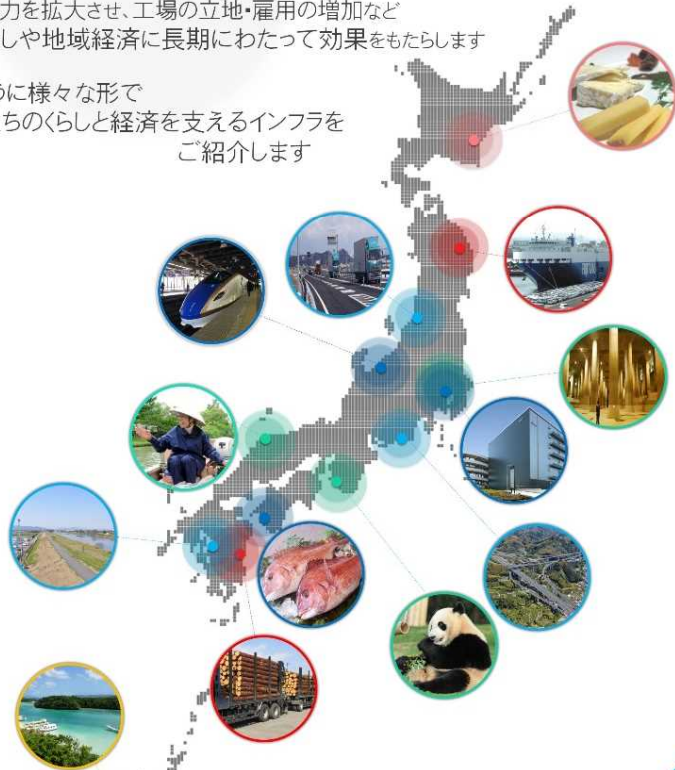 力を拡大させ、工場の立地・雇用の増加など
しや地域経済に長期にわたって効果をもたらします
うに様々な形で
ちのくらしと経済を支えるインフラを
ご紹介します